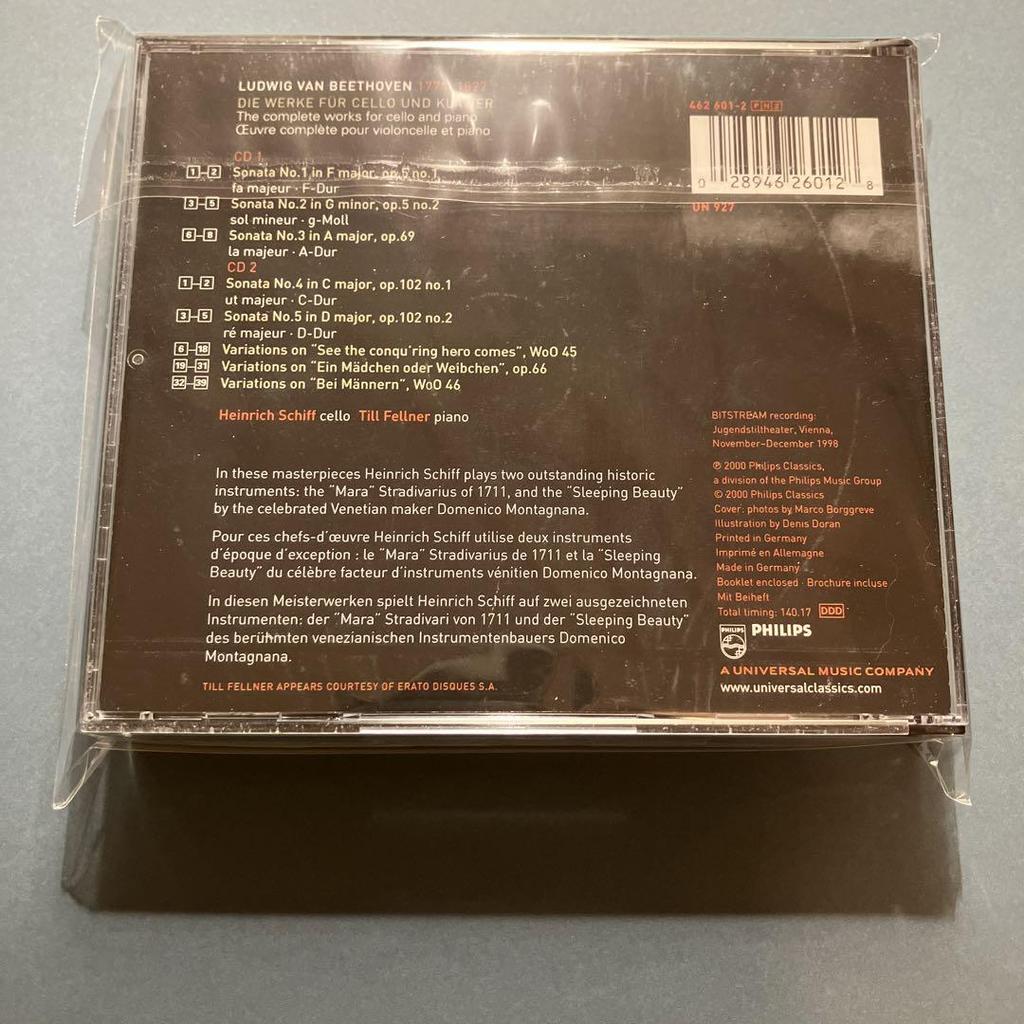 LUDWIG VAN BEETHOVEN
DIE WERKE FÜR CELLO UND KLAVIER
The complete works for cello and piano
Œuvre complète pour violoncelle et piano
CD 1
1–2 Sonata No.1 in F major, op.5 no.1
fa majeur · F-Dur
3–5 Sonata No.2 in G minor, op.5 no.2
sol mineur · g-Moll
6–8 Sonata No.3 in A major, op.69
la majeur · A-Dur
CD 2
1–2 Sonata No.4 in C major, op.102 no.1
ut majeur · C-Dur
3–5 Sonata No.5 in D major, op.102 no.2
ré majeur · D-Dur
6–18 Variations on "See the conqu'ring hero comes", WoO 45
19–31 Variations on "Ein Mädchen oder Weibchen", op.66
32–39 Variations on "Bei Männern", WoO 46
Heinrich Schiff cello Till Fellner piano
In these masterpieces Heinrich Schiff plays two outstanding historic
instruments: the "Mara" Stradivarius of 1711, and the "Sleeping Beauty"
by the celebrated Venetian maker Domenico Montagnana.
Pour ces chefs-d'œuvre Heinrich Schiff utilise deux instruments
d'époque d'exception : le "Mara" Stradivarius de 1711 et la "Sleeping
Beauty" du célèbre facteur d'instruments vénitien Domenico Montagnana.
In diesen Meisterwerken spielt Heinrich Schiff auf zwei ausgezeichneten
Instrumenten: der "Mara" Stradivari von 1711 und der "Sleeping Beauty"
des berühmten venezianischen Instrumentenbauers Domenico
Montagnana.
TILL FELLNER APPEARS COURTESY OF ERATO DISQUES S.A.
462 601-2 PH2
0 28946 26012 8
UN 927
BITSTREAM recording:
Jugendstiltheater, Vienna,
November–December 1998
℗ 2000 Philips Classics,
a division of the Philips Music Group
© 2000 Philips Classics
Cover: photos by Marco Borggreve
Illustration by Denis Doran
Printed in Germany
Imprimé en Allemagne
Made in Germany
Booklet enclosed · Brochure incluse
Mit Beiheft
Total timing: 140.17 DDD
PHILIPS PHILIPS
A UNIVERSAL MUSIC COMPANY
www.universalclassics.com